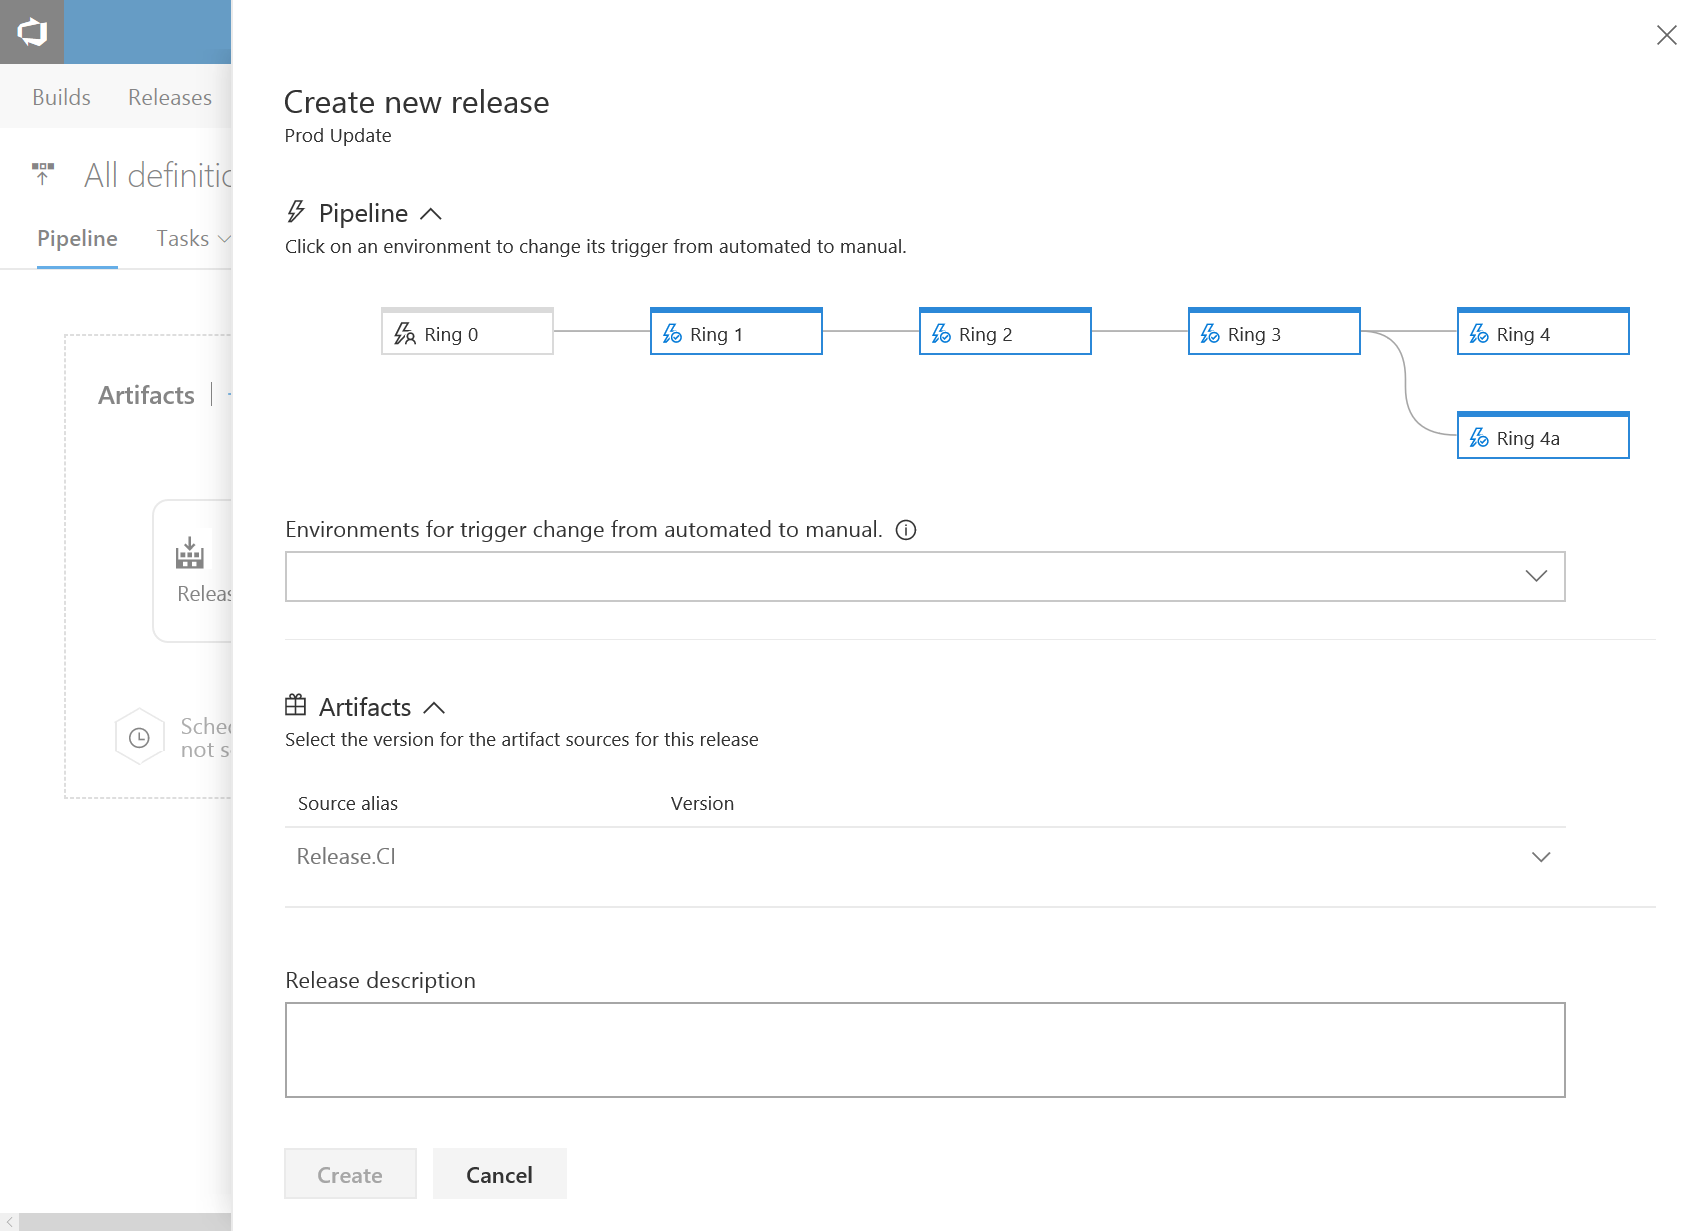 Builds Releases
All definitio
Pipeline Tasks
Artifacts
Releas
Sched
not s
Create new release
Prod Update
Pipeline
Click on an environment to change its trigger from automated to manual.
Ring 0 Ring 1 Ring 2 Ring 3 Ring 4
Ring 4a
Environments for trigger change from automated to manual.
Artifacts
Select the version for the artifact sources for this release
Source alias Version
Release.CI
Release description
Create Cancel